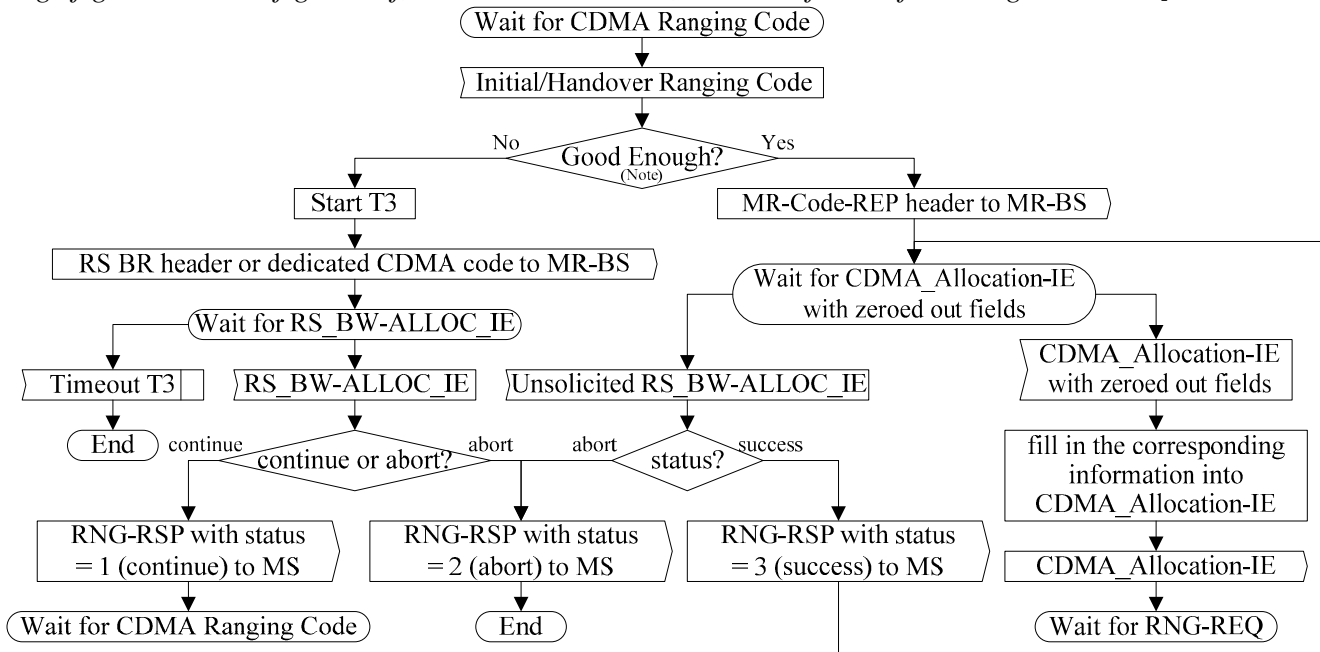 Wait for CDMA Ranging Code
Initial/Handover Ranging Code
No
Good Enough?
(Note)
Yes
Start T3
MR-Code-REP header to MR-BS
RS BR header or dedicated CDMA code to MR-BS
Wait for CDMA_Allocation-IE
with zeroed out fields
Wait for RS_BW-ALLOC_IE
CDMA_Allocation-IE
with zeroed out fields
Timeout T3
RS_BW-ALLOC_IE
Unsolicited RS_BW-ALLOC_IE
End
continue
continue or abort?
abort
abort
status?
success
fill in the corresponding
information into
CDMA_Allocation-IE
RNG-RSP with status
= 1 (continue) to MS
RNG-RSP with status
= 2 (abort) to MS
RNG-RSP with status
= 3 (success) to MS
CDMA_Allocation-IE
Wait for CDMA Ranging Code
End
Wait for RNG-REQ